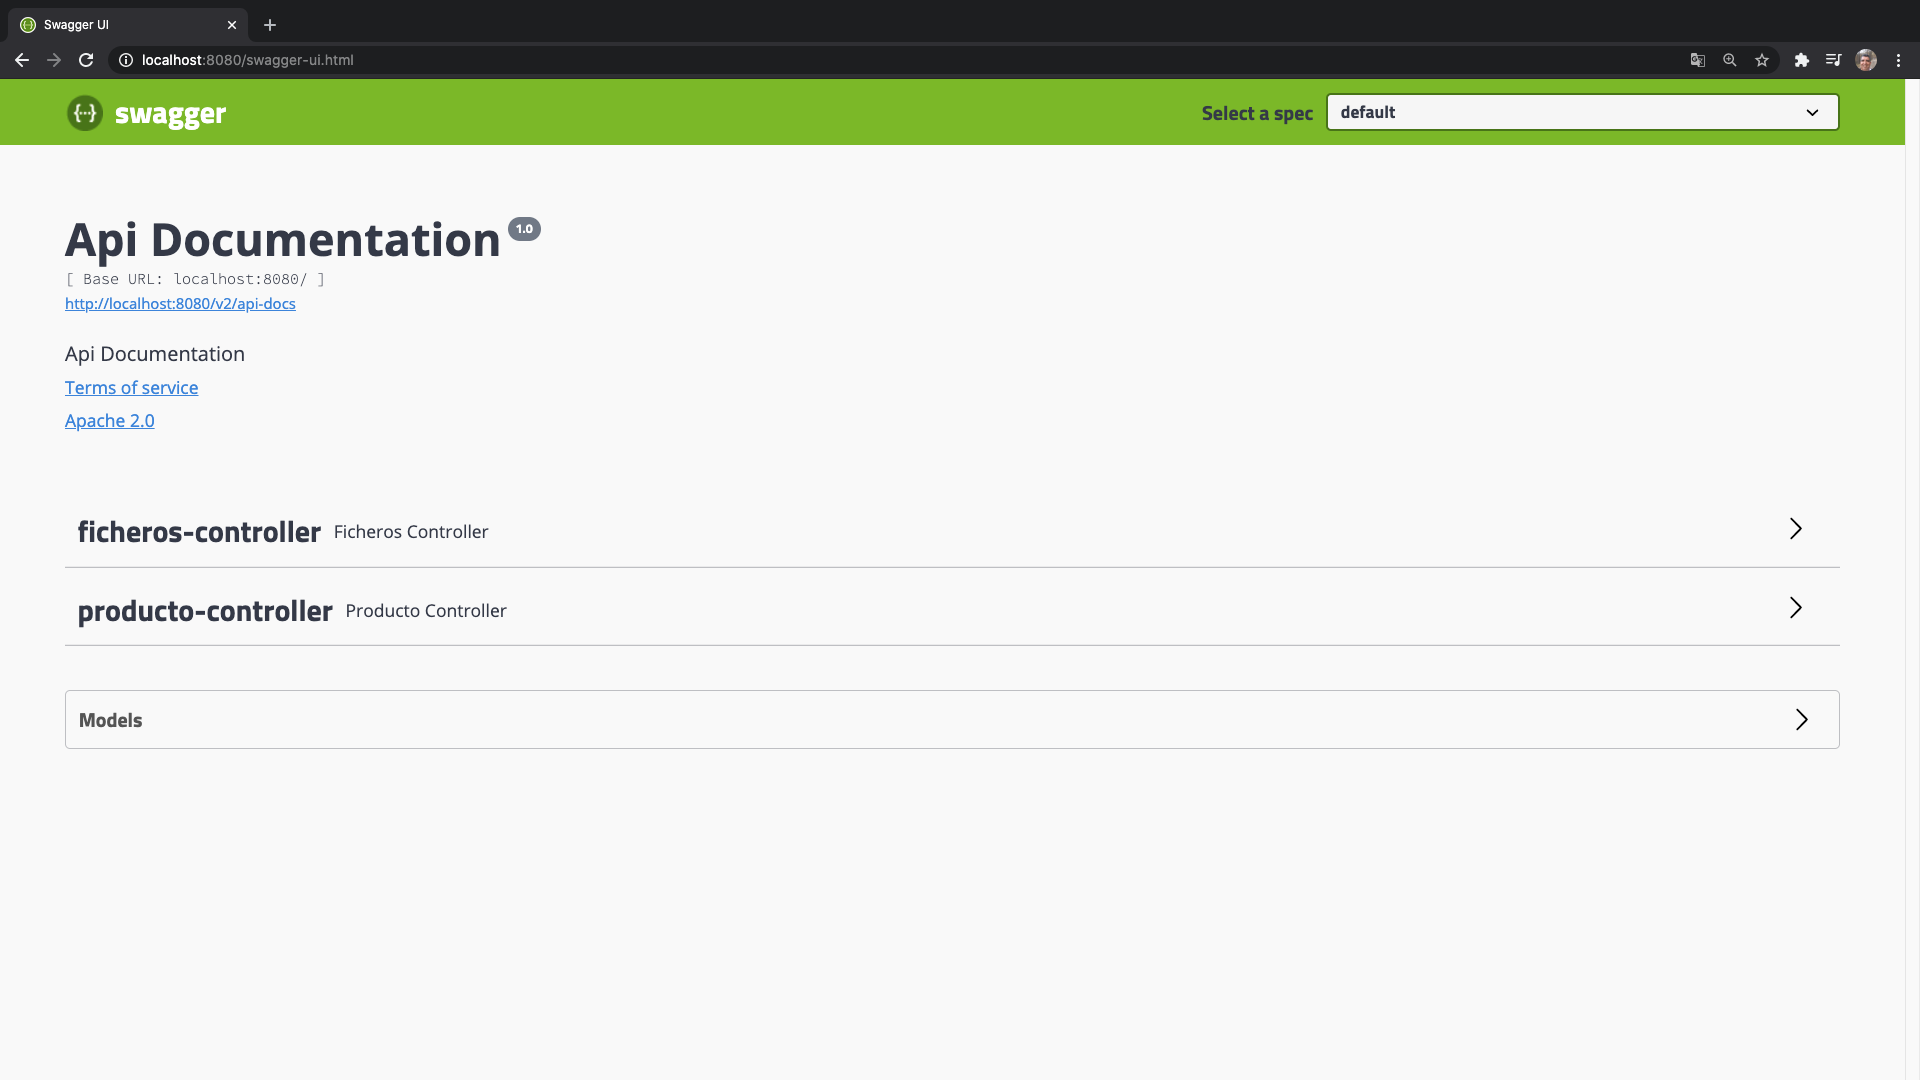 Swagger UI
localhost:8080/swagger-ui.html
swagger
Select a spec
default
Api Documentation 1.0
[ Base URL: localhost:8080/ ]
http://localhost:8080/v2/api-docs
Api Documentation
Terms of service
Apache 2.0
ficheros-controller Ficheros Controller
producto-controller Producto Controller
Models